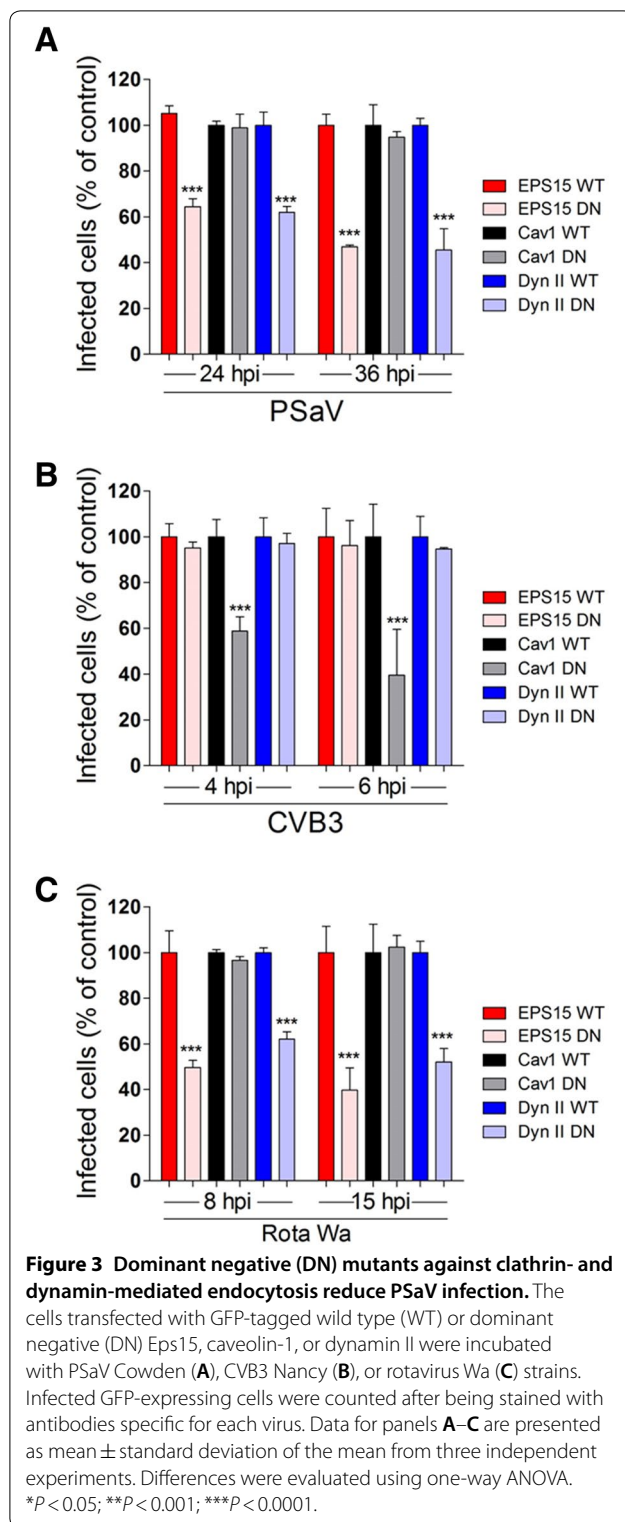 A
Infected cells (% of control)
120
100
80
60
40
20
0
***
***
***
***
24 hpi
36 hpi
PSaV
EPS15 WT
EPS15 DN
Cav1 WT
Cav1 DN
Dyn II WT
Dyn II DN
B
Infected cells (% of control)
120
100
80
60
40
20
0
***
***
4 hpi
6 hpi
CVB3
EPS15 WT
EPS15 DN
Cav1 WT
Cav1 DN
Dyn II WT
Dyn II DN
C
Infected cells (% of control)
120
100
80
60
40
20
0
***
***
***
***
8 hpi
15 hpi
Rota Wa
EPS15 WT
EPS15 DN
Cav1 WT
Cav1 DN
Dyn II WT
Dyn II DN
Figure 3 Dominant negative (DN) mutants against clathrin- and
dynamin-mediated endocytosis reduce PSaV infection. The
cells transfected with GFP-tagged wild type (WT) or dominant
negative (DN) Eps15, caveolin-1, or dynamin II were incubated
with PSaV Cowden (A), CVB3 Nancy (B), or rotavirus Wa (C) strains.
Infected GFP-expressing cells were counted after being stained with
antibodies specific for each virus. Data for panels A–C are presented
as mean ± standard deviation of the mean from three independent
experiments. Differences were evaluated using one-way ANOVA.
*P < 0.05; **P < 0.001; ***P < 0.0001.